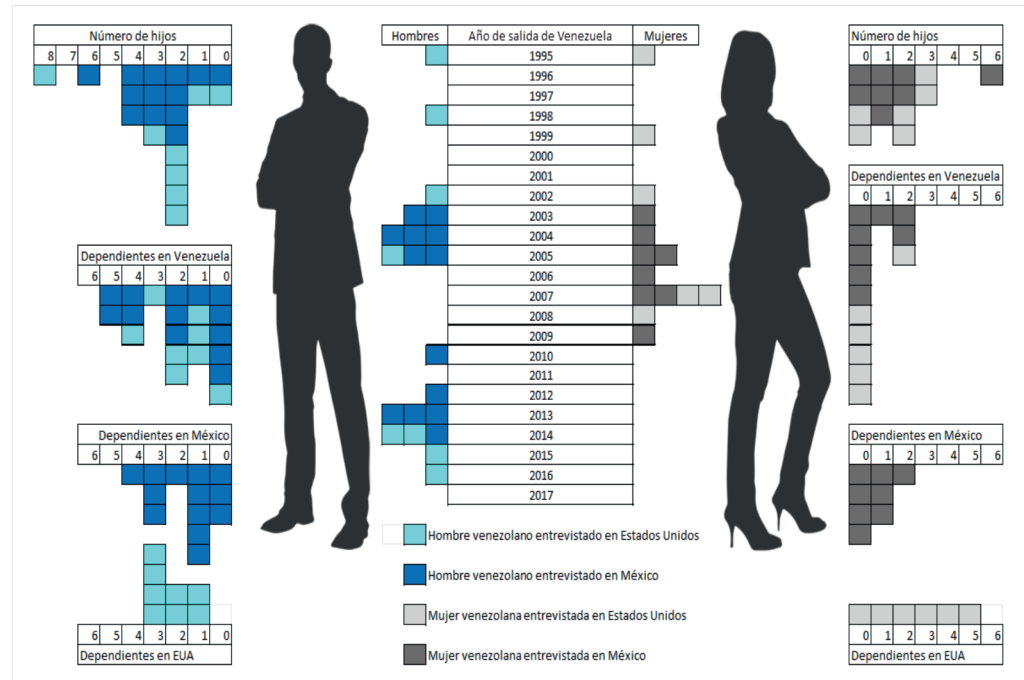 Número de hijos
8 7 6 5 4 3 2 1 0
Dependientes en Venezuela
6 5 4 3 2 1 0
Dependientes en México
6 5 4 3 2 1 0
6 5 4 3 2 1 0
Dependientes en EUA
Hombres Año de salida de Venezuela Mujeres
1995
1996
1997
1998
1999
2000
2001
2002
2003
2004
2005
2006
2007
2008
2009
2010
2011
2012
2013
2014
2015
2016
2017
Hombre venezolano entrevistado en Estados Unidos
Hombre venezolano entrevistado en México
Mujer venezolana entrevistada en Estados Unidos
Mujer venezolana entrevistada en México
Número de hijos
0 1 2 3 4 5 6
Dependientes en Venezuela
0 1 2 3 4 5 6
Dependientes en México
0 1 2 3 4 5 6
0 1 2 3 4 5 6
Dependientes en EUA